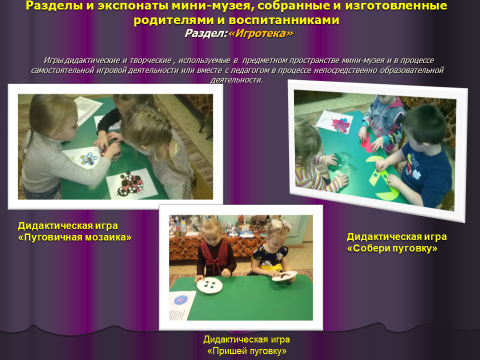 Разделы и экспонаты мини-музея, собранные и изготовленные
родителями и воспитанниками
Раздел:«Игротека»
Игры дидактические и творческие , используемые в предметном пространстве мини-музея и в процессе
самостоятельной игровой деятельности или вместе с педагогом в процессе непосредственно образовательной
деятельности.
Дидактическая игра
«Пуговичная мозаика»
Дидактическая игра
«Собери пуговку»
Дидактическая игра
«Пришей пуговку»